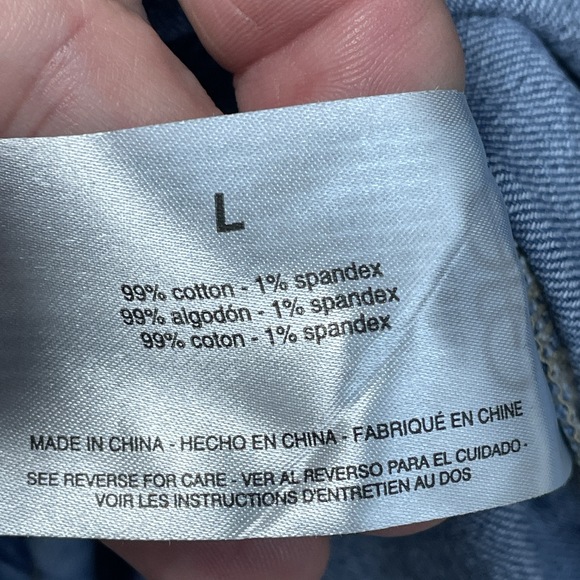 L
99% cotton - 1% spandex
99% algodón - 1% spandex
99% coton - 1% spandex
MADE IN CHINA - HECHO EN CHINA - FABRIQUÉ EN CHINE
SEE REVERSE FOR CARE - VER AL REVERSO PARA EL CUIDADO -
VOIR LES INSTRUCTIONS D'ENTRETIEN AU DOS